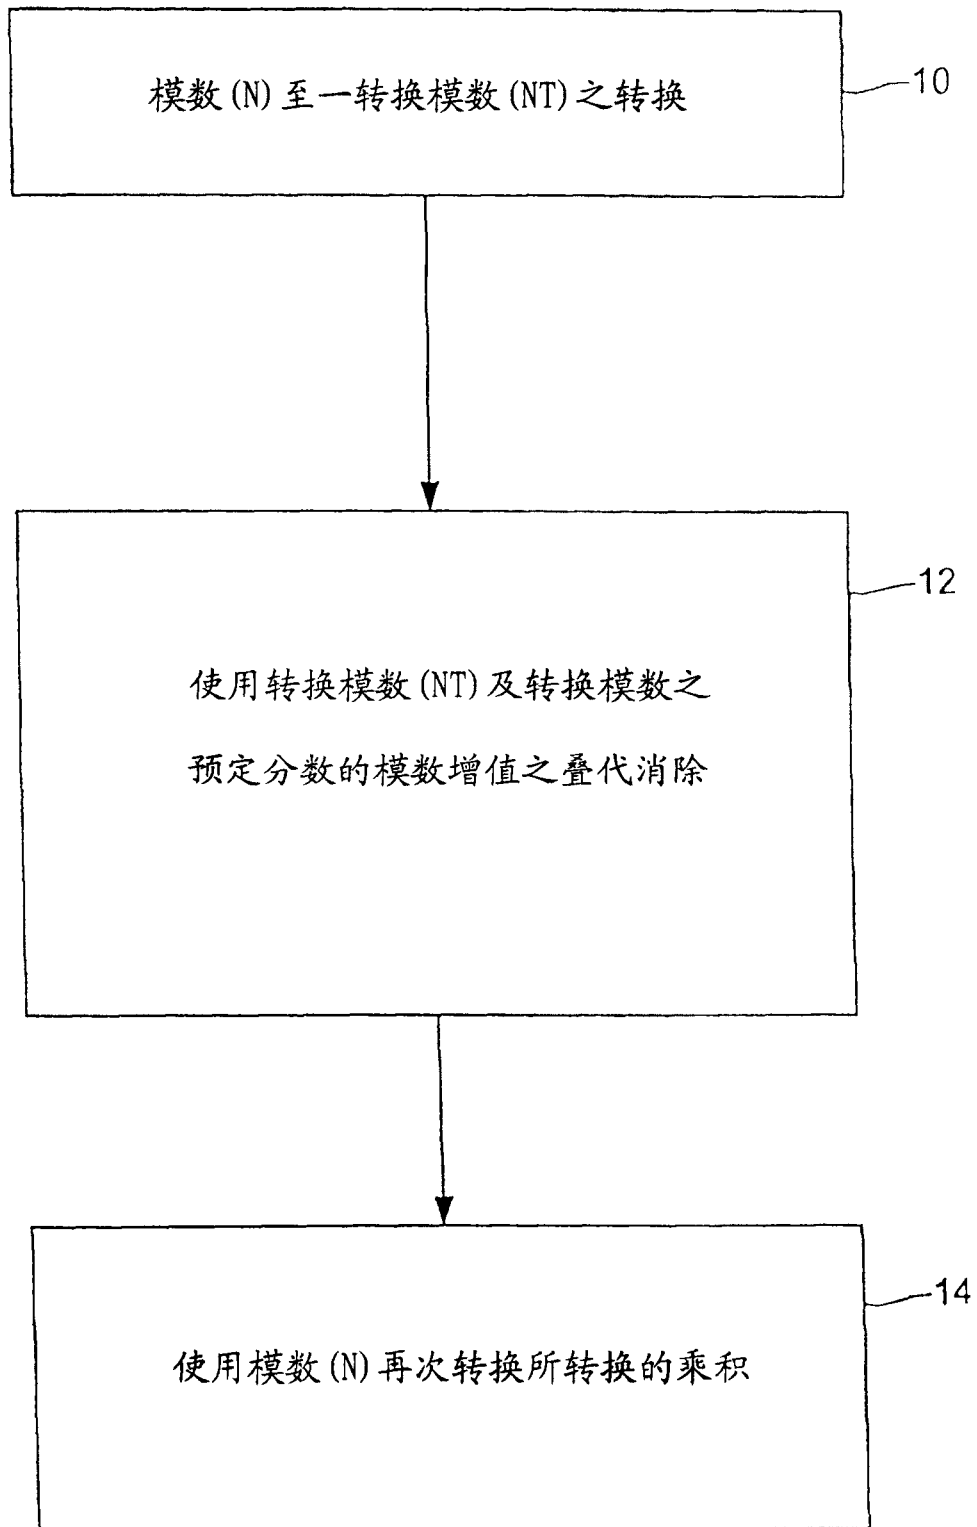 模数(N)至一转换模数(NT)之转换
10
12
使用转换模数(NT)及转换模数之
预定分数的模数增值之叠代消除
14
使用模数(N)再次转换所转换的乘积